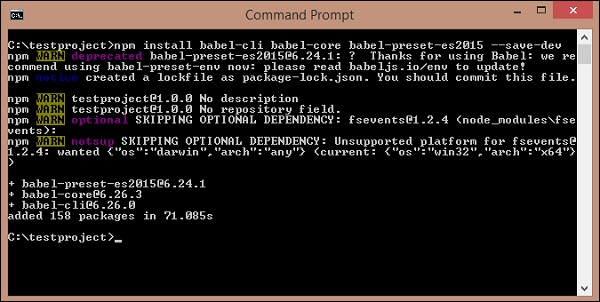 Command Prompt
C:\testproject>npm install babel-cli babel-core babel-preset-es2015 --save-dev
npm WARN deprecated babel-preset-es2015@6.24.1: ?  Thanks for using Babel: we re
commend using babel-preset-env now: please read babeljs.io/env to update!
npm notice created a lockfile as package-lock.json. You should commit this file.
npm WARN testproject@1.0.0 No description
npm WARN testproject@1.0.0 No repository field.
npm WARN optional SKIPPING OPTIONAL DEPENDENCY: fsevents@1.2.4 (node_modules\fse
vents):
npm WARN notsup SKIPPING OPTIONAL DEPENDENCY: Unsupported platform for fsevents@
1.2.4: wanted {"os":"darwin","arch":"any"} (current: {"os":"win32","arch":"x64"}
)
+ babel-preset-es2015@6.24.1
+ babel-core@6.26.3
+ babel-cli@6.26.0
added 158 packages in 71.085s
C:\testproject>_